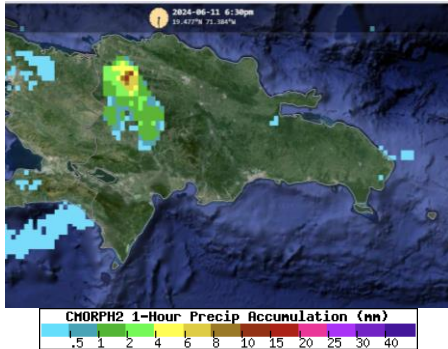 2024-06-11 6:30pm
19.477°N 71.384°W
CMORPH2 1-Hour Precip Accumulation (mm)
.5 1 2 4 6 8 10 15 20 25 30 40